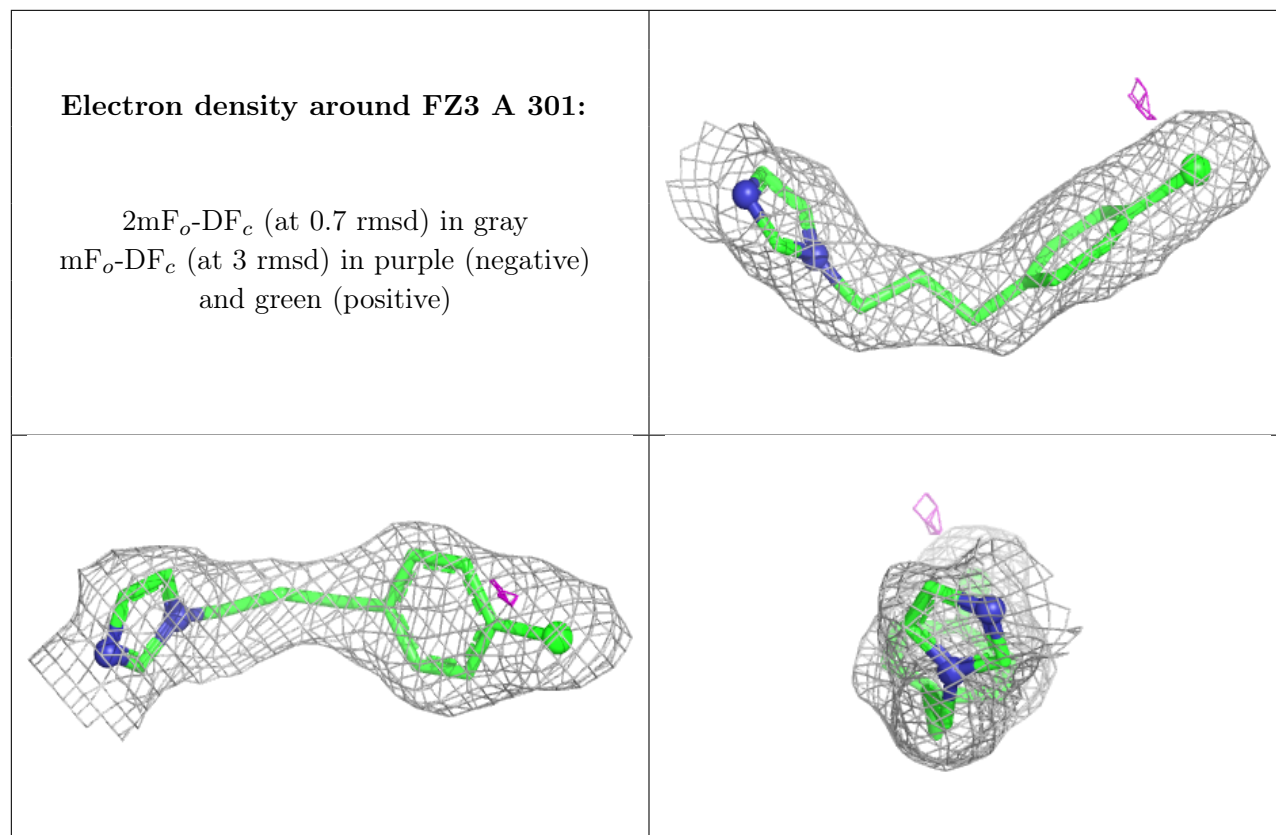 Electron density around FZ3 A 301:
2mFo-DFc (at 0.7 rmsd) in gray
mFo-DFc (at 3 rmsd) in purple (negative)
and green (positive)